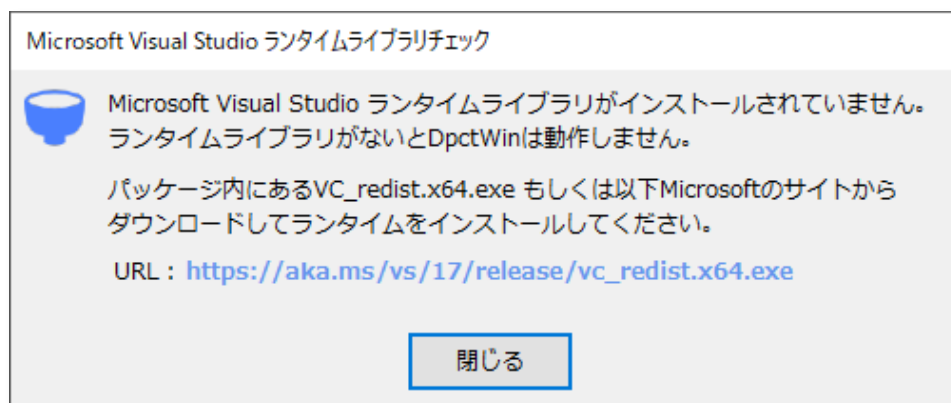 Microsoft Visual Studio ランタイムライブラリチェック
Microsoft Visual Studio ランタイムライブラリがインストールされていません。
ランタイムライブラリがないとDpctWinは動作しません。
パッケージ内にあるVC_redist.x64.exe もしくは以下Microsoftのサイトから
ダウンロードしてランタイムをインストールしてください。
URL : https://aka.ms/vs/17/release/vc_redist.x64.exe
閉じる